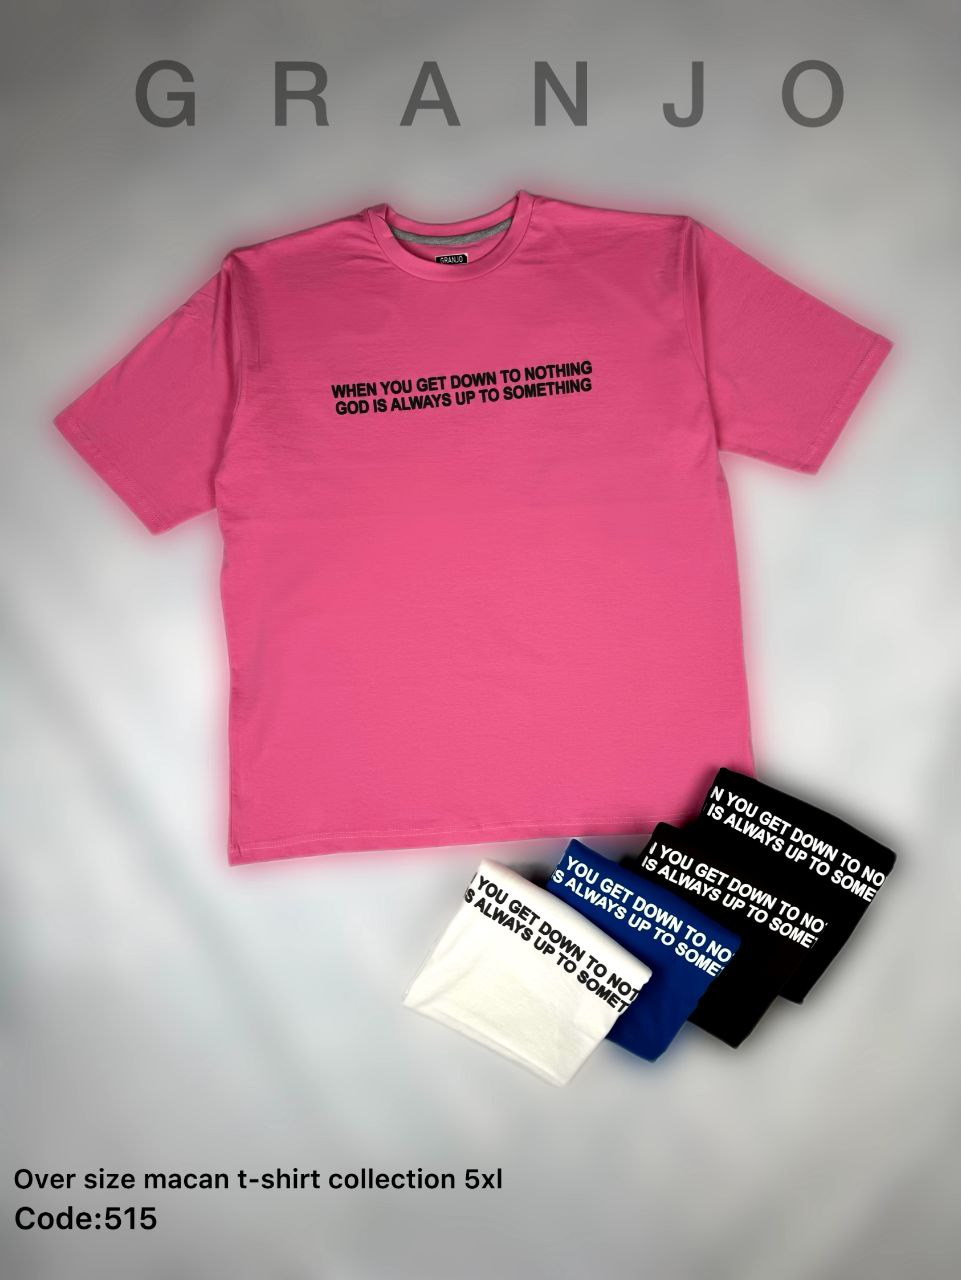 G R A N J O
GRANJO
WHEN YOU GET DOWN TO NOTHING
GOD IS ALWAYS UP TO SOMETHING
N YOU GET DOWN TO NO
IS ALWAYS UP TO SOME
YOU GET DOWN TO NO
IS ALWAYS UP TO SOME
YOU GET DOWN TO NO
S ALWAYS UP TO SOME
YOU GET DOWN TO NOT
S ALWAYS UP TO SOMET
Over size macan t-shirt collection 5xl
Code:515